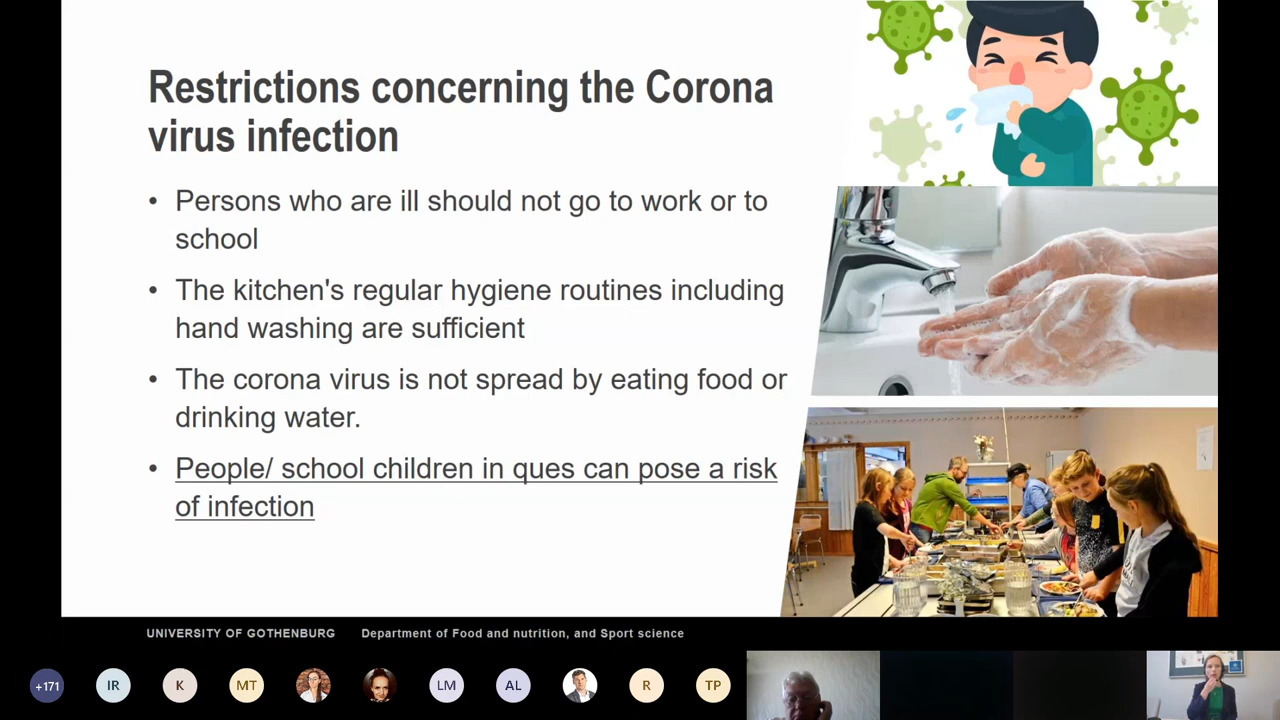 Restrictions concerning the Corona
virus infection
• Persons who are ill should not go to work or to
school
• The kitchen's regular hygiene routines including
hand washing are sufficient
• The corona virus is not spread by eating food or
drinking water.
• People/ school children in ques can pose a risk
of infection
UNIVERSITY OF GOTHENBURG Department of Food and nutrition, and Sport science
+171 IR K MT LM AL R TP